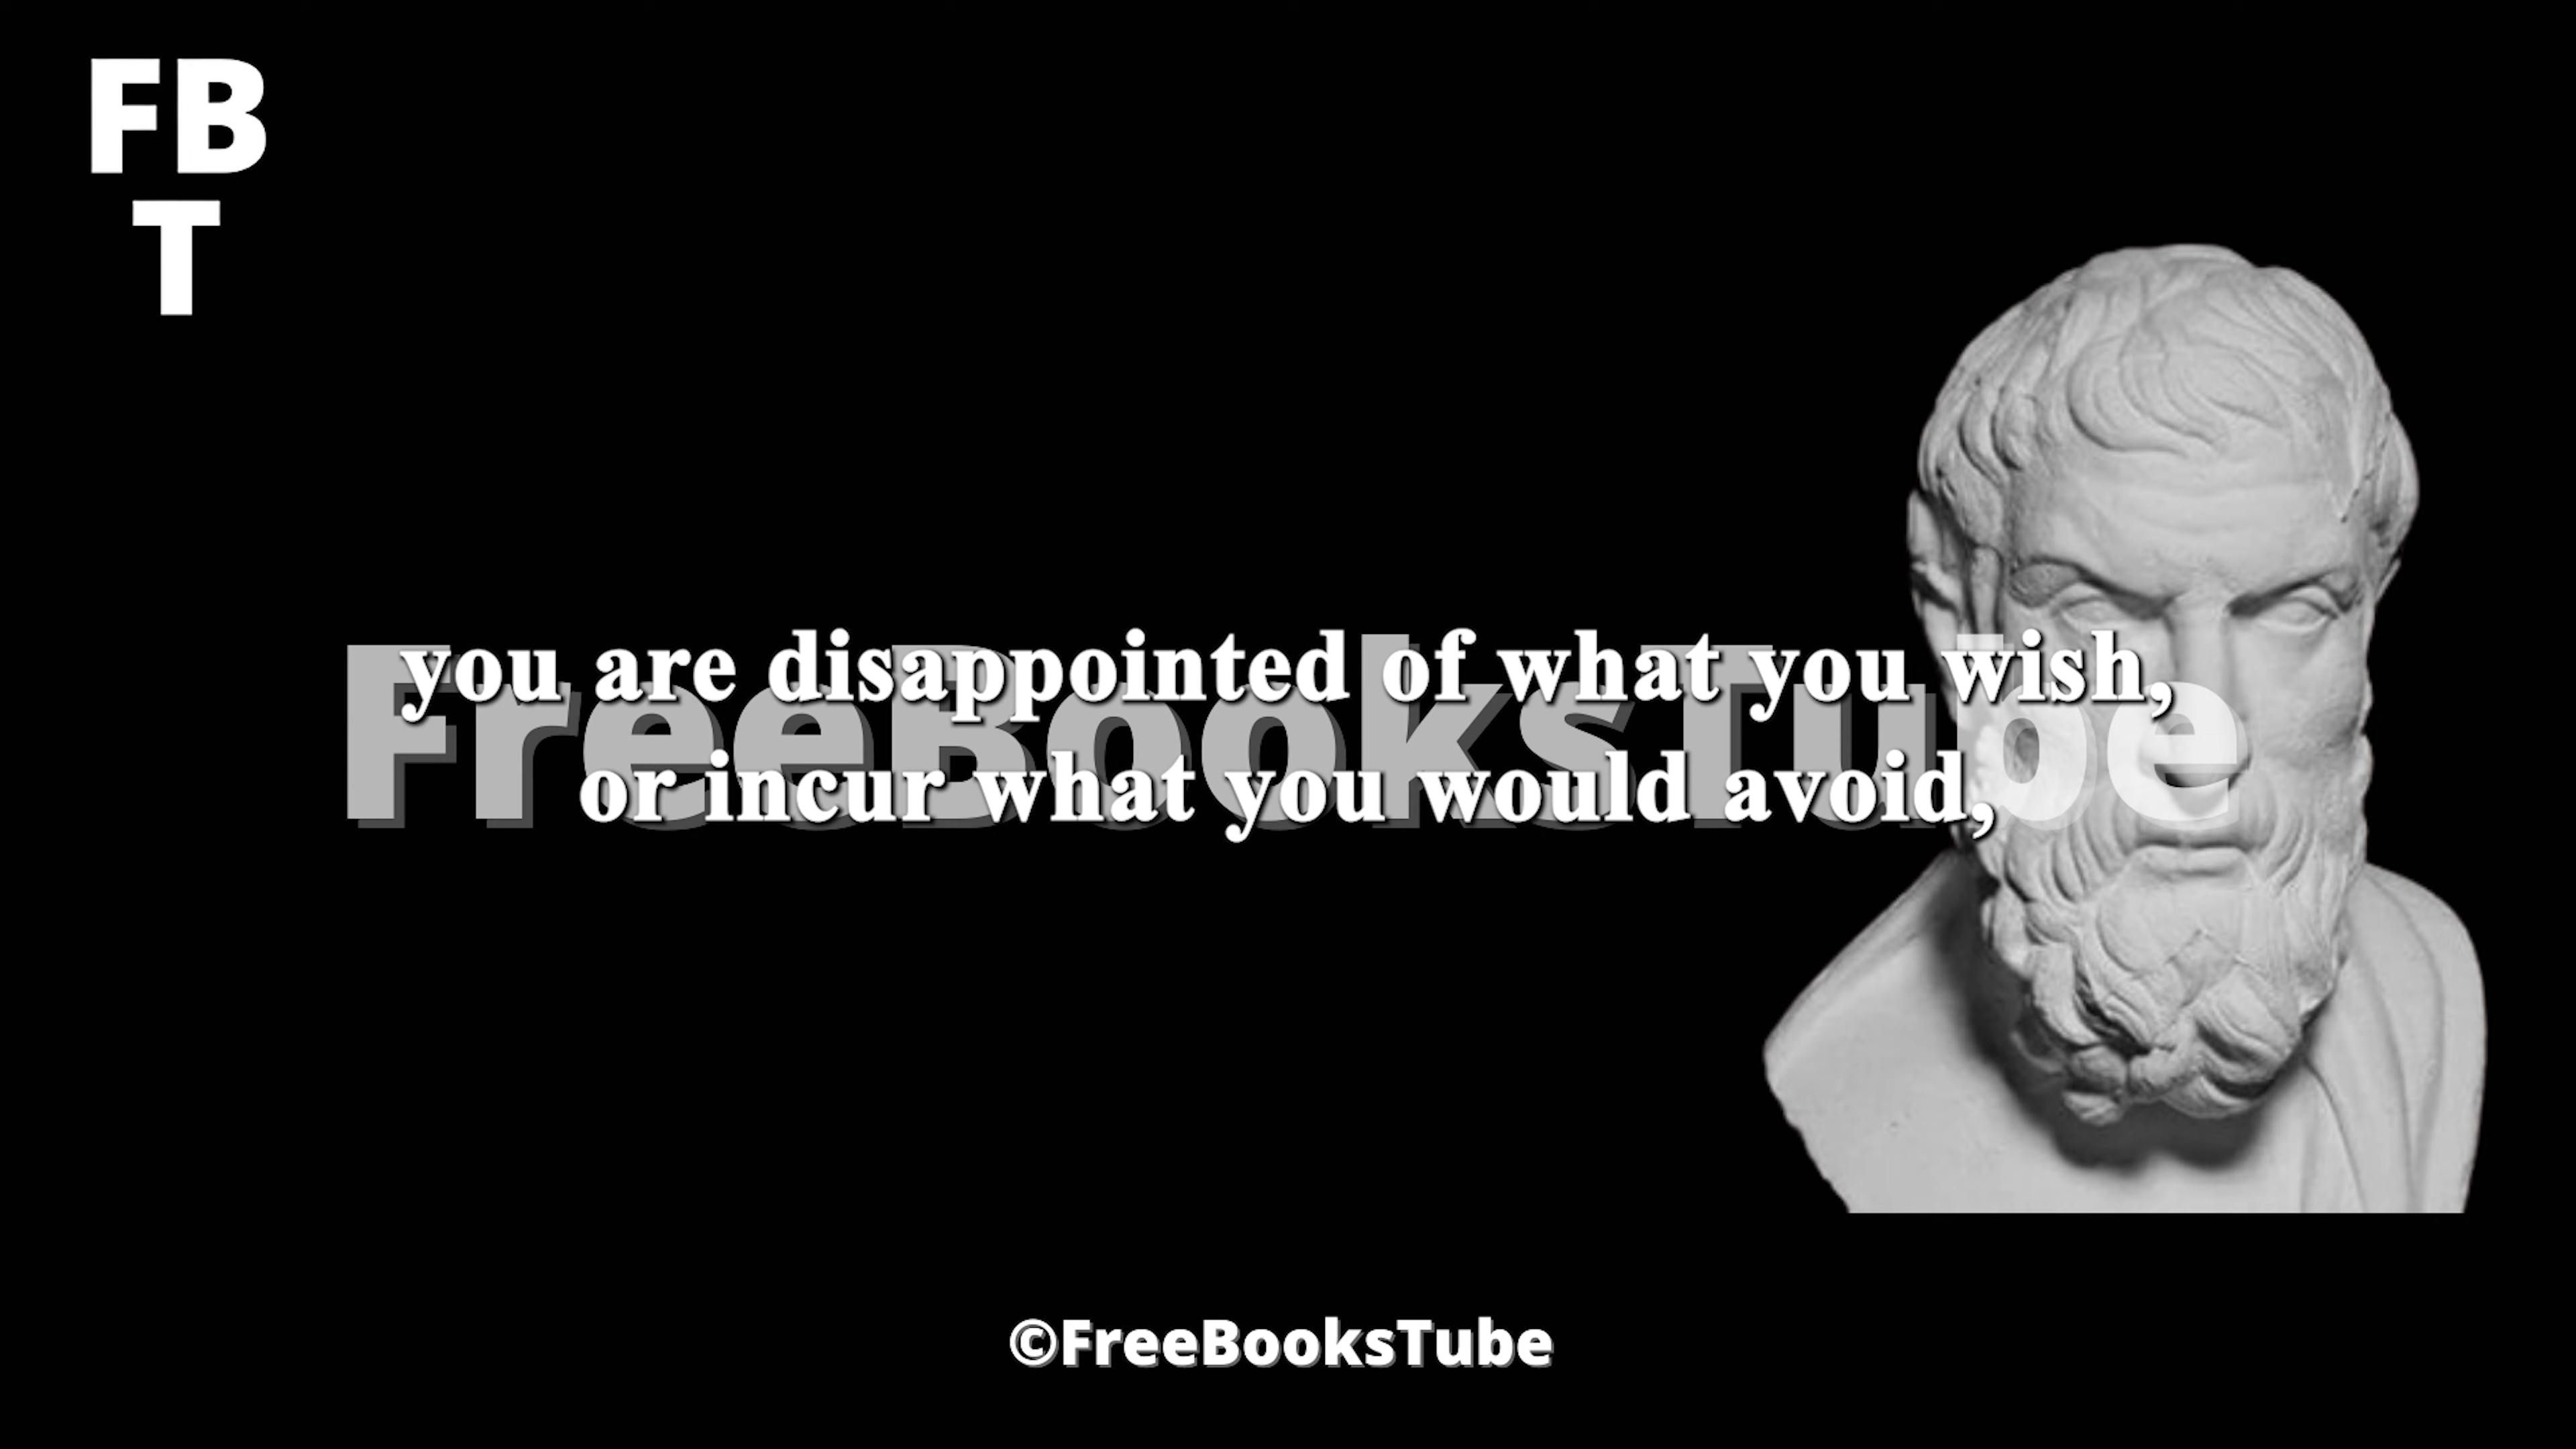 FB
T
you are disappointed of what you wish,
FreeBooksTube
or incur what you would avoid,
©FreeBooksTube